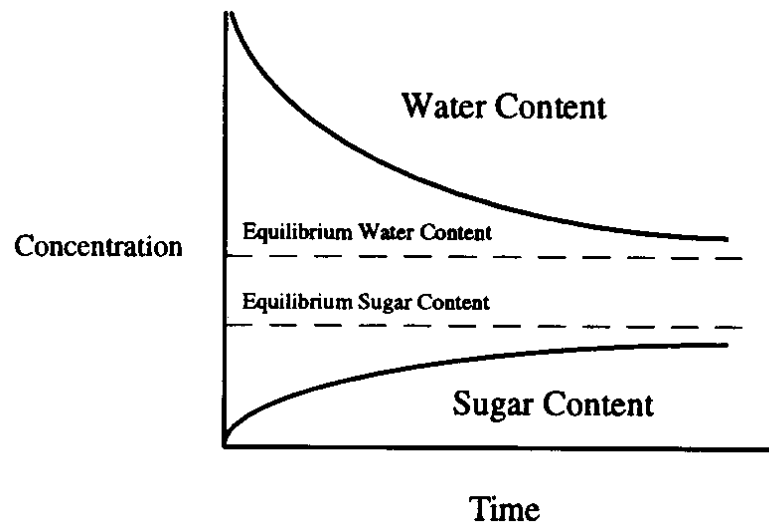 Water Content
Equilibrium Water Content
Concentration
Equilibrium Sugar Content
Sugar Content
Time